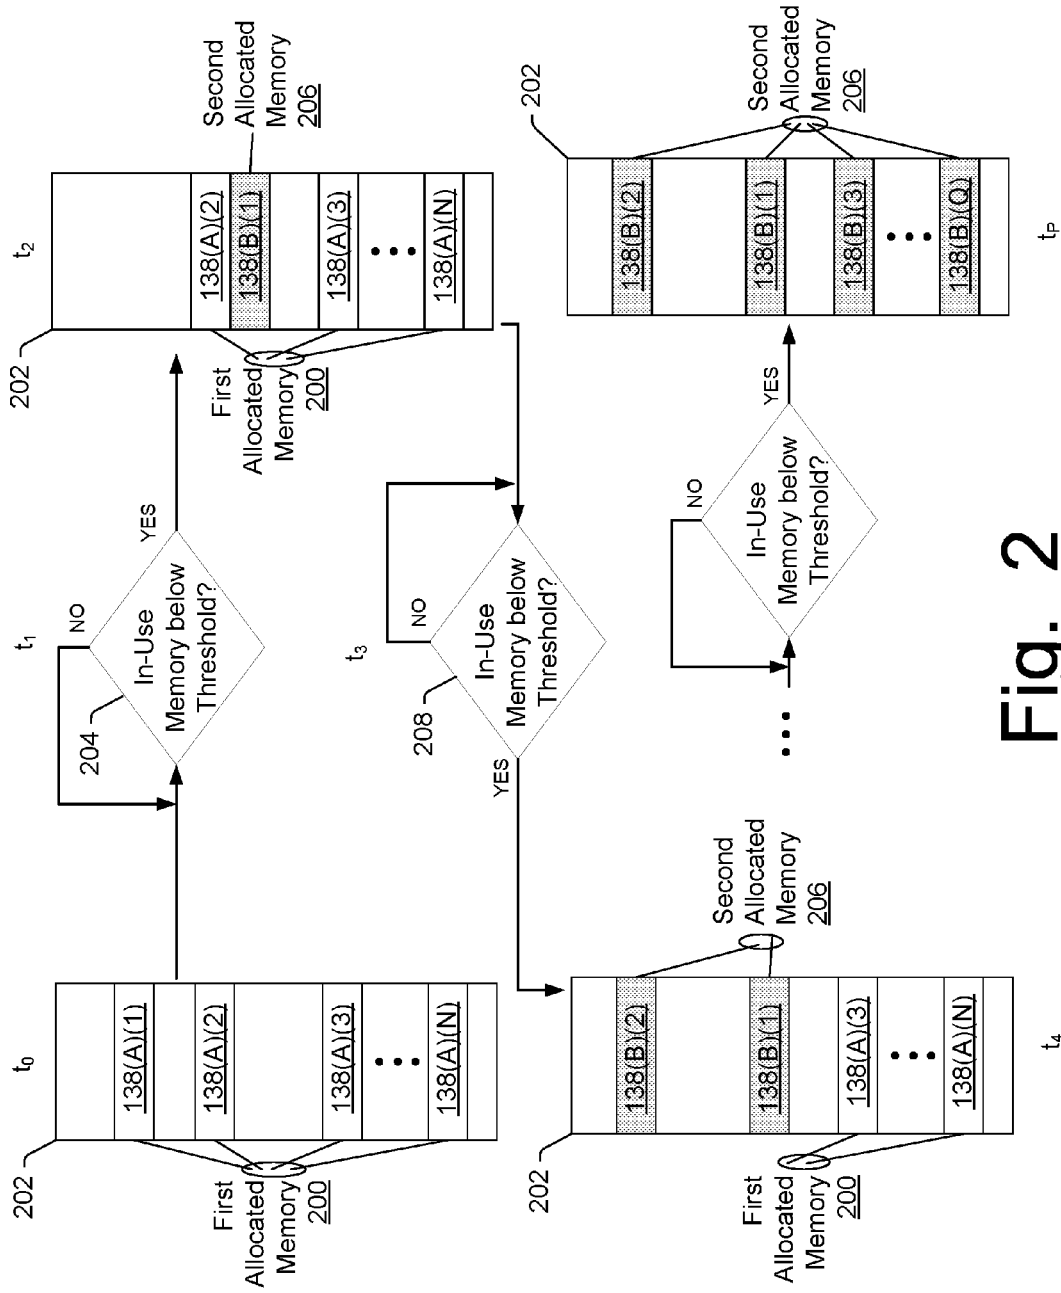 t0
202
138(A)(1)
138(A)(2)
138(A)(3)
•••
138(A)(N)
First
Allocated
Memory
200
t1
204
In-Use
Memory below
Threshold?
NO
YES
t2
202
138(A)(2)
138(B)(1)
138(A)(3)
•••
138(A)(N)
First
Allocated
Memory
200
Second
Allocated
Memory
206
t3
208
In-Use
Memory below
Threshold?
NO
YES
202
138(B)(2)
138(B)(1)
138(A)(3)
•••
138(A)(N)
First
Allocated
Memory
200
Second
Allocated
Memory
206
t4
•••
In-Use
Memory below
Threshold?
NO
YES
202
138(B)(2)
138(B)(1)
138(B)(3)
•••
138(B)(Q)
Second
Allocated
Memory
206
tP
Fig. 2